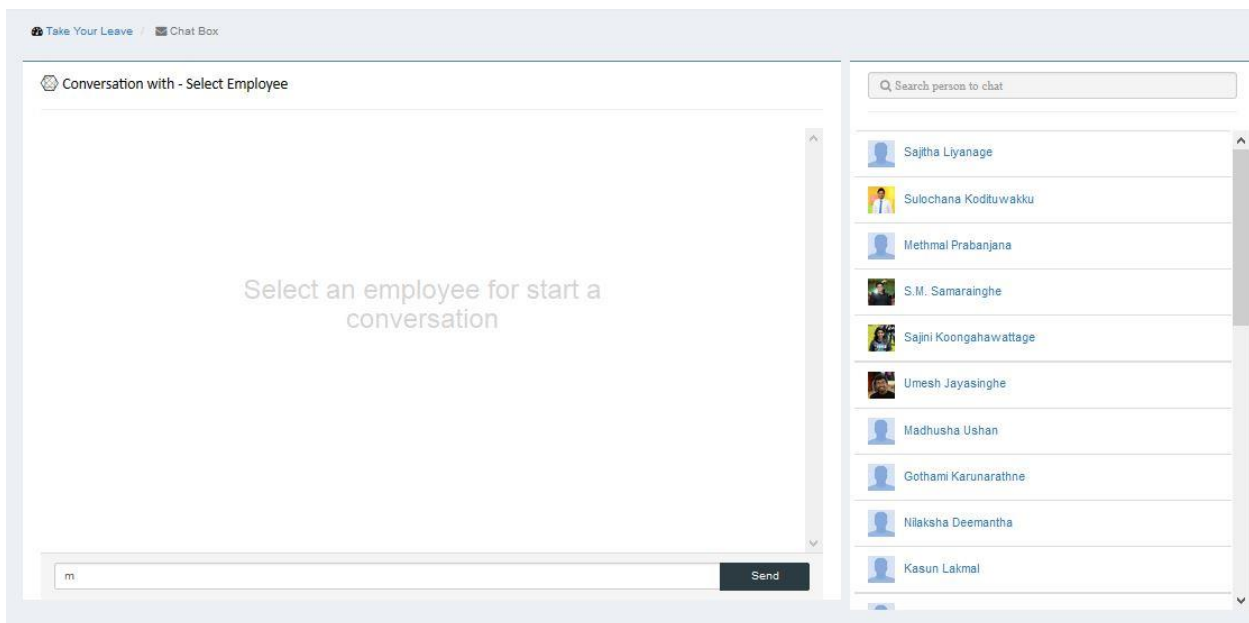 Take Your Leave / Chat Box
Conversation with - Select Employee
Select an employee for start a
conversation
m
Send
Search person to chat
Sajitha Liyanage
Sulochana Kodituwakku
Methmal Prabanjana
S.M. Samarainghe
Sajini Koongahawattage
Umesh Jayasinghe
Madhusha Ushan
Gothami Karunarathne
Nilaksha Deemantha
Kasun Lakmal